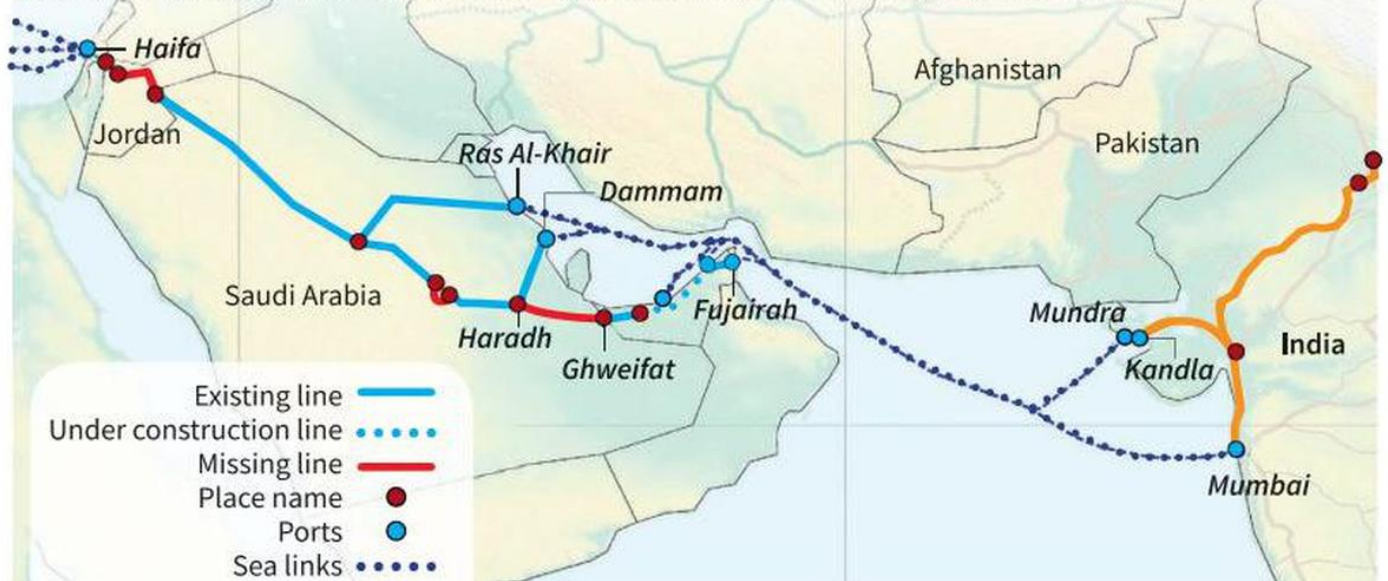 Haifa
Afghanistan
Jordan
Pakistan
Ras Al-Khair
Dammam
Saudi Arabia
Fujairah
Mundra
Haradh
India
Ghweifat
Kandla
Existing line
Under construction line
Missing line
Place name
Mumbai
Ports
Sea links